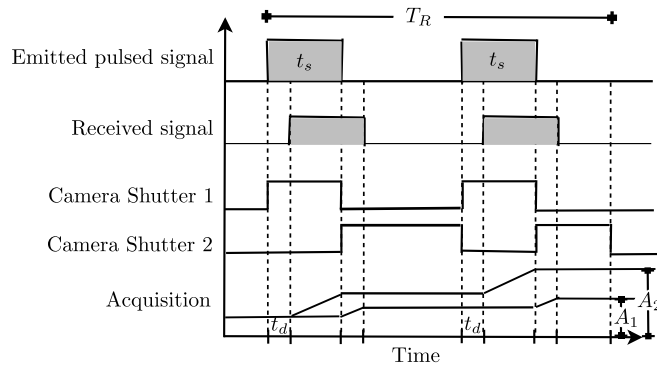 T_R
Emitted pulsed signal
t_s
t_s
Received signal
Camera Shutter 1
Camera Shutter 2
Acquisition
t_d
t_d
A_1
A_2
Time